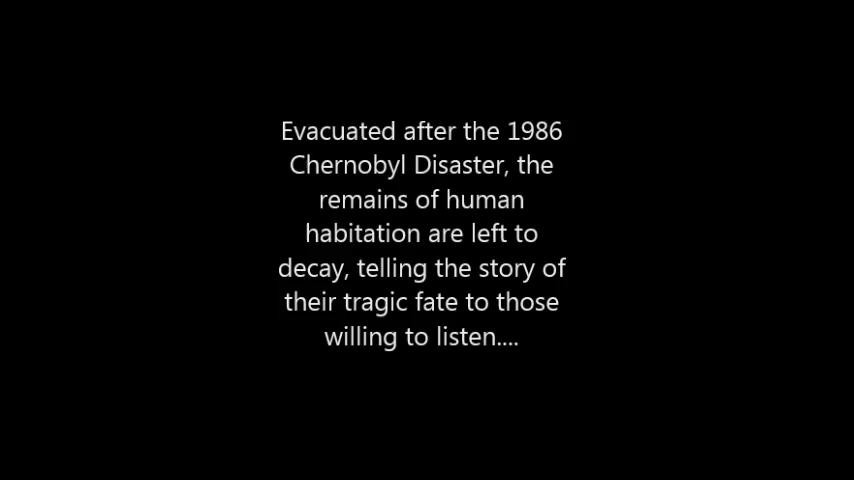 Evacuated after the 1986
Chernobyl Disaster, the
remains of human
habitation are left to
decay, telling the story of
their tragic fate to those
willing to listen....